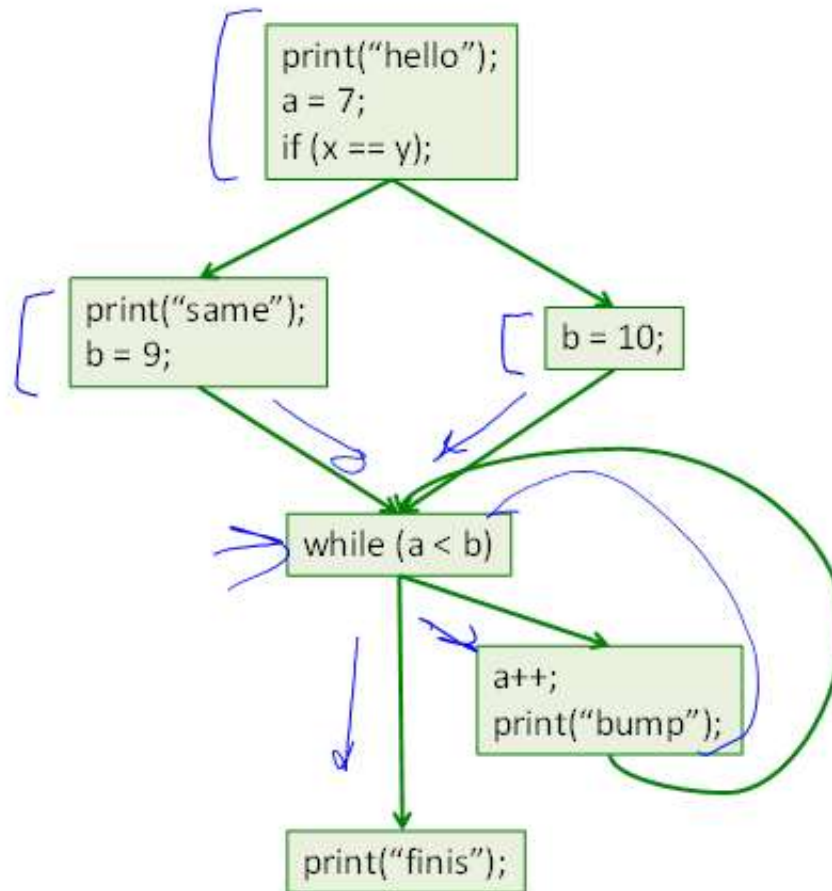 print(“hello”);
a = 7;
if (x == y);
print(“same”);
b = 9;
b = 10;
while (a < b)
a++;
print(“bump”);
print(“finis”);